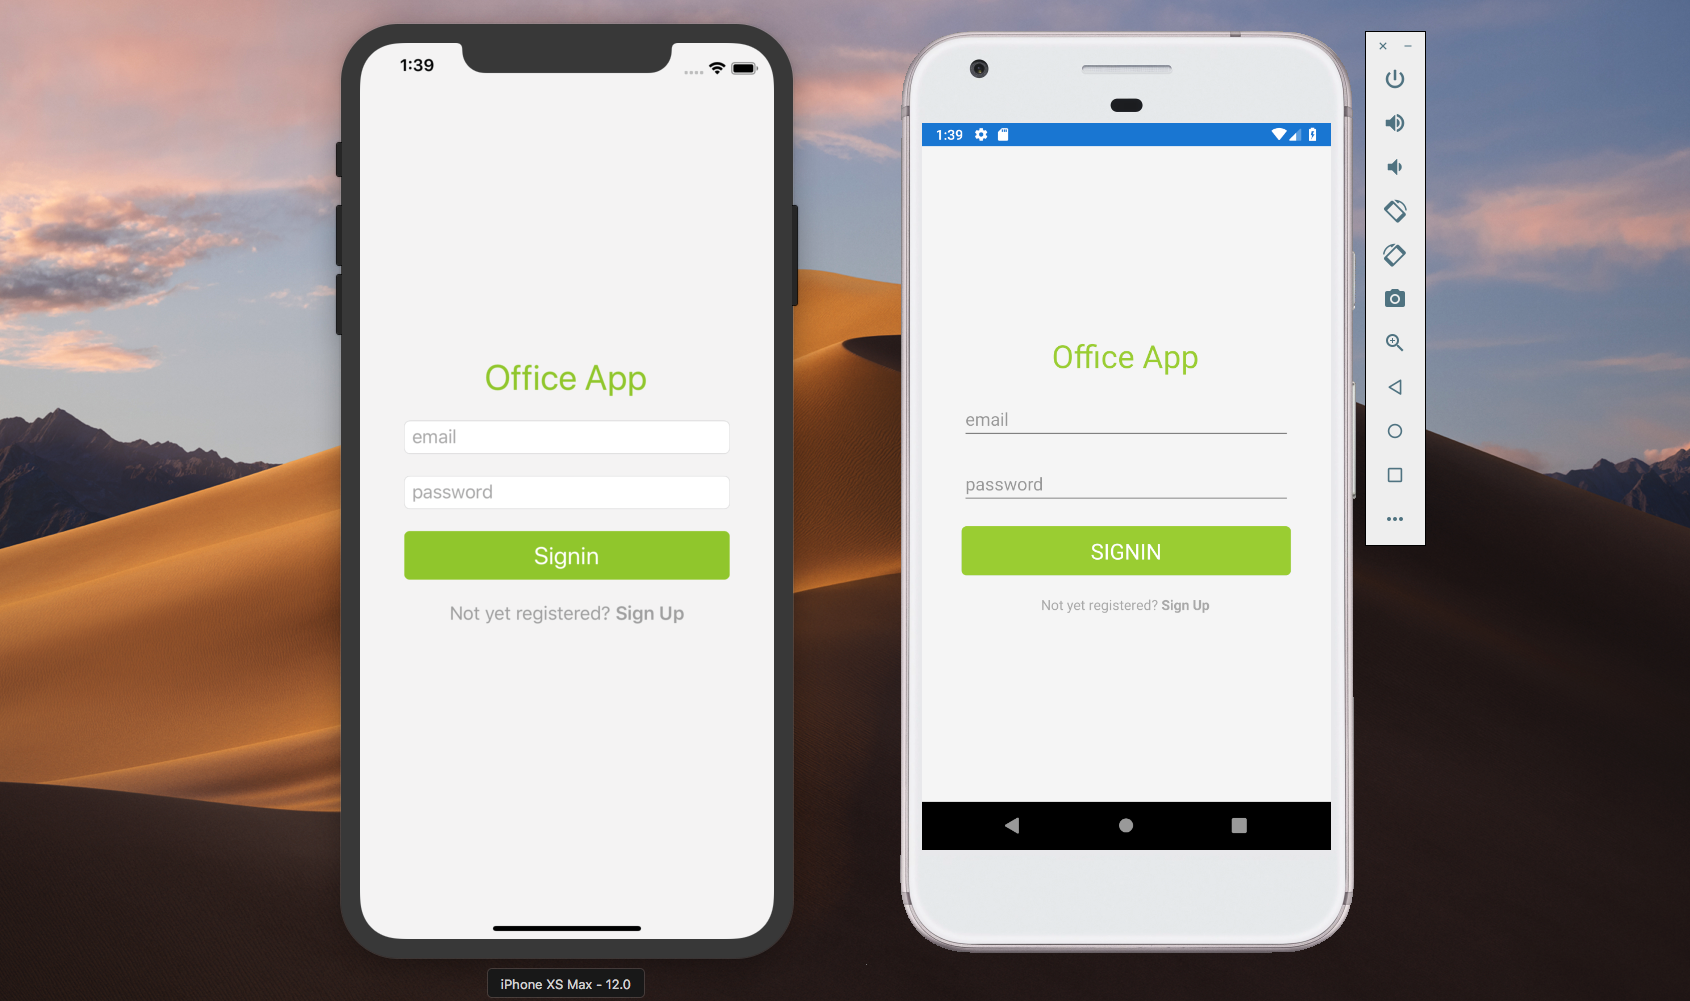 1:39
Office App
email
password
Signin
Not yet registered? Sign Up
iPhone XS Max - 12.0
1:39
Office App
email
password
SIGNIN
Not yet registered? Sign Up